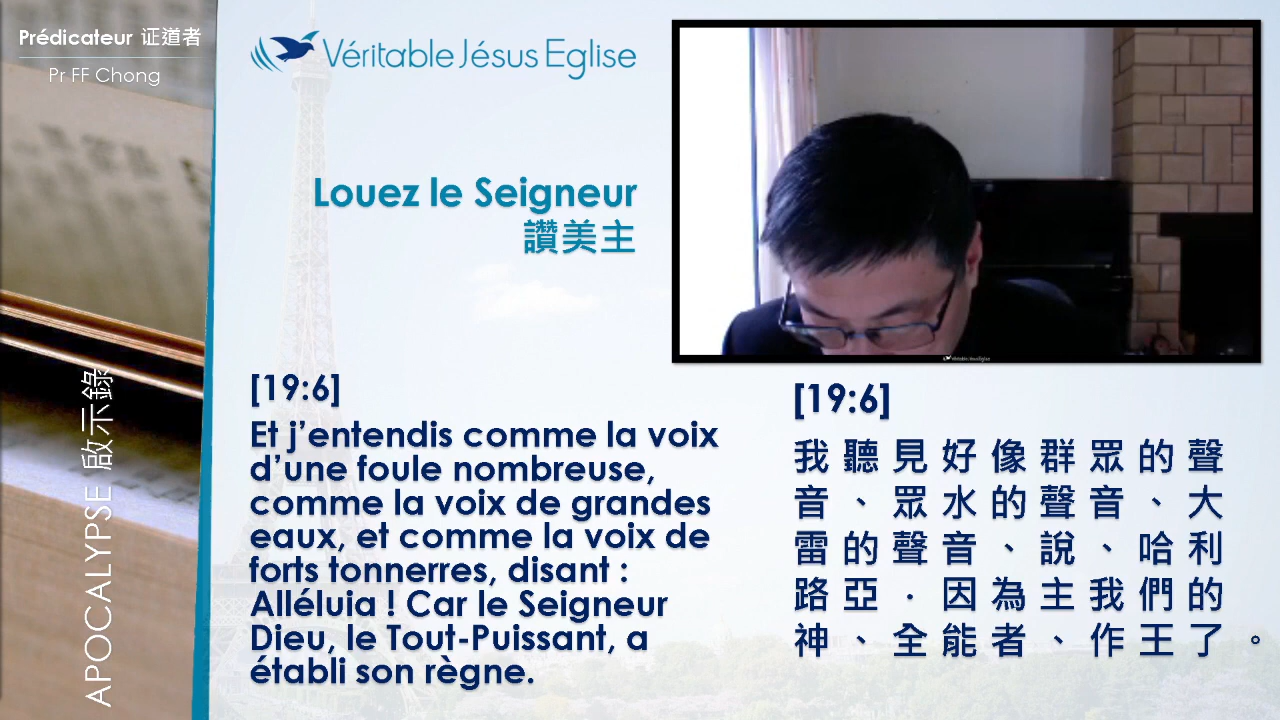 Prédicateur 证道者
Pr FF Chong
Véritable Jésus Eglise
Louez le Seigneur
讚美主
APOCALYPSE 啟示錄
[19:6]
Et j’entendis comme la voix
d’une foule nombreuse,
comme la voix de grandes
eaux, et comme la voix de
forts tonnerres, disant :
Alléluia ! Car le Seigneur
Dieu, le Tout-Puissant, a
établi son règne.
[19:6]
我聽見好像群眾的聲
音、眾水的聲音、大
雷的聲音、說、哈利
路亞．因為主我們的
神、全能者、作王了。
Véritable Jésus Eglise